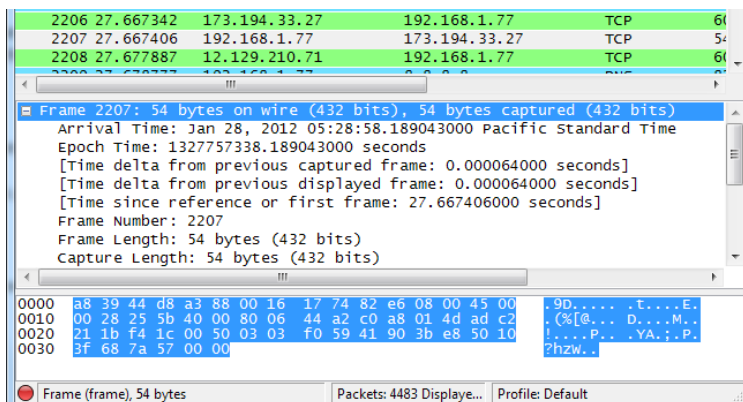 2206 27.667342 173.194.33.27 192.168.1.77 TCP
2207 27.667406 192.168.1.77 173.194.33.27 TCP 54
2208 27.677887 12.129.210.71 192.168.1.77 TCP
Frame 2207: 54 bytes on wire (432 bits), 54 bytes captured (432 bits)
Arrival Time: Jan 28, 2012 05:28:58.189043000 Pacific Standard Time
Epoch Time: 1327757338.189043000 seconds
[Time delta from previous captured frame: 0.000064000 seconds]
[Time delta from previous displayed frame: 0.000064000 seconds]
[Time since reference or first frame: 27.667406000 seconds]
Frame Number: 2207
Frame Length: 54 bytes (432 bits)
Capture Length: 54 bytes (432 bits)
0000 a8 39 44 d8 a3 88 00 16 17 74 82 e6 08 00 45 00 .9D..... .t....E.
0010 00 28 25 5b 40 00 80 06 44 a2 c0 a8 01 4d ad c2 .(%[@... D....M..
0020 21 1b f4 1c 00 50 03 03 f0 59 41 90 3b e8 50 10 !....P.. .YA.;.P.
0030 3f 68 7a 57 00 00 ?hzW..
Frame (frame), 54 bytes Packets: 4483 Displaye... Profile: Default